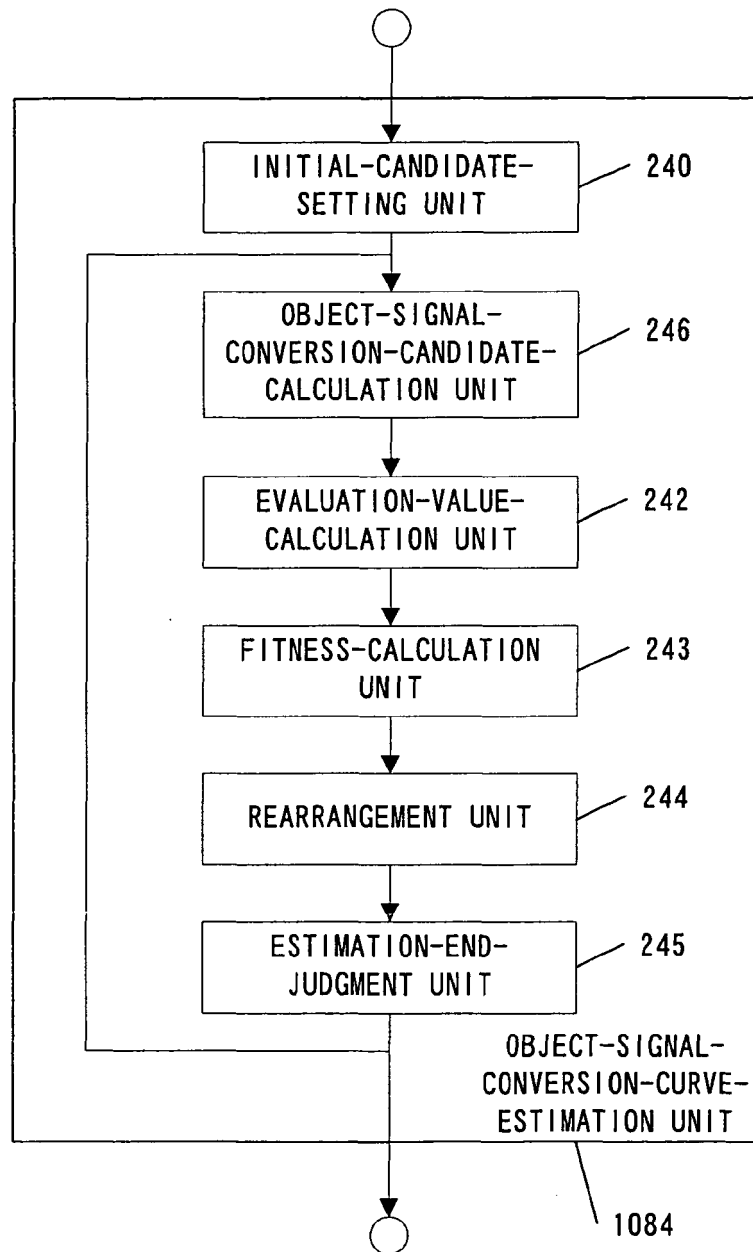 INITIAL-CANDIDATE-
SETTING UNIT
240
OBJECT-SIGNAL-
CONVERSION-CANDIDATE-
CALCULATION UNIT
246
EVALUATION-VALUE-
CALCULATION UNIT
242
FITNESS-CALCULATION
UNIT
243
REARRANGEMENT UNIT
244
ESTIMATION-END-
JUDGMENT UNIT
245
OBJECT-SIGNAL-
CONVERSION-CURVE-
ESTIMATION UNIT
1084